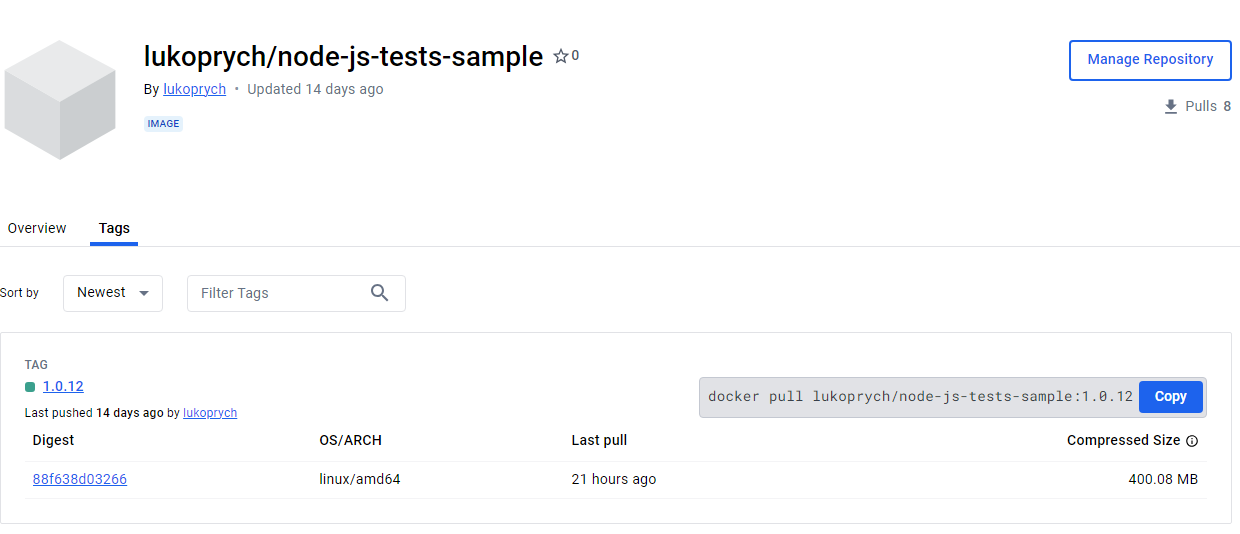 lukoprych/node-js-tests-sample 0
Manage Repository
By lukoprych • Updated 14 days ago
Pulls 8
IMAGE
Overview Tags
Sort by Newest Filter Tags
TAG
1.0.12
docker pull lukoprych/node-js-tests-sample:1.0.12 Copy
Last pushed 14 days ago by lukoprych
Digest OS/ARCH Last pull Compressed Size
88f638d03266 linux/amd64 21 hours ago 400.08 MB